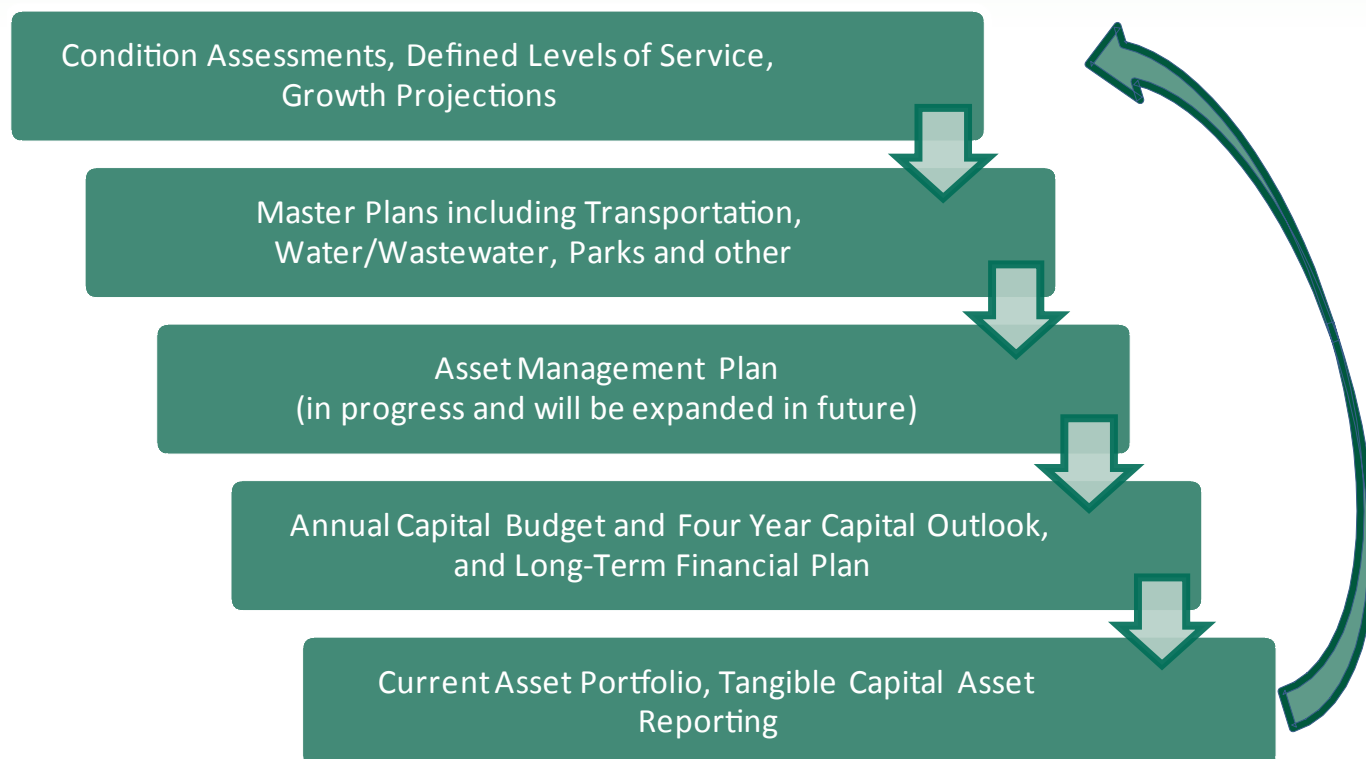 Condition Assessments, Defined Levels of Service,
Growth Projections
Master Plans including Transportation,
Water/Wastewater, Parks and other
Asset Management Plan
(in progress and will be expanded in future)
Annual Capital Budget and Four Year Capital Outlook,
and Long-Term Financial Plan
Current Asset Portfolio, Tangible Capital Asset
Reporting